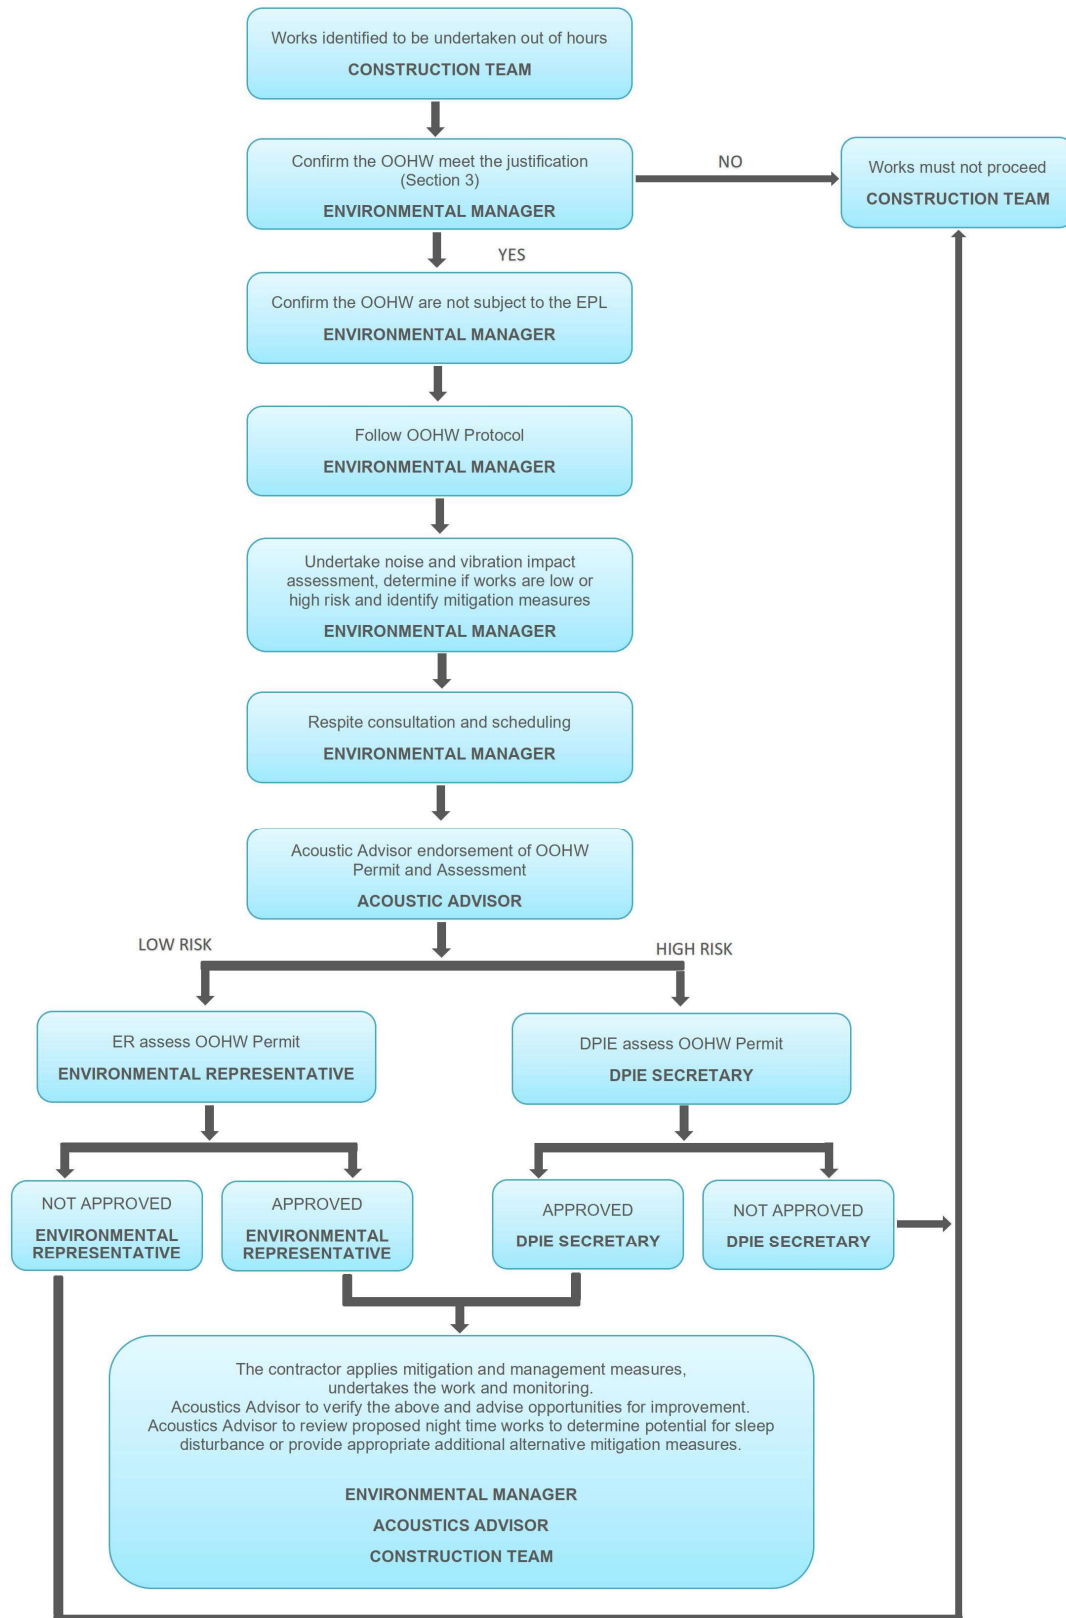 Works identified to be undertaken out of hours
CONSTRUCTION TEAM
Confirm the OOHW meet the justification
(Section 3)
ENVIRONMENTAL MANAGER
NO
Works must not proceed
CONSTRUCTION TEAM
YES
Confirm the OOHW are not subject to the EPL
ENVIRONMENTAL MANAGER
Follow OOHW Protocol
ENVIRONMENTAL MANAGER
Undertake noise and vibration impact
assessment, determine if works are low or
high risk and identify mitigation measures
ENVIRONMENTAL MANAGER
Respite consultation and scheduling
ENVIRONMENTAL MANAGER
Acoustic Advisor endorsement of OOHW
Permit and Assessment
ACOUSTIC ADVISOR
LOW RISK
HIGH RISK
ER assess OOHW Permit
ENVIRONMENTAL REPRESENTATIVE
DPIE assess OOHW Permit
DPIE SECRETARY
NOT APPROVED
ENVIRONMENTAL
REPRESENTATIVE
APPROVED
ENVIRONMENTAL
REPRESENTATIVE
APPROVED
DPIE SECRETARY
NOT APPROVED
DPIE SECRETARY
The contractor applies mitigation and management measures,
undertakes the work and monitoring.
Acoustics Advisor to verify the above and advise opportunities for improvement.
Acoustics Advisor to review proposed night time works to determine potential for sleep
disturbance or provide appropriate additional alternative mitigation measures.
ENVIRONMENTAL MANAGER
ACOUSTICS ADVISOR
CONSTRUCTION TEAM